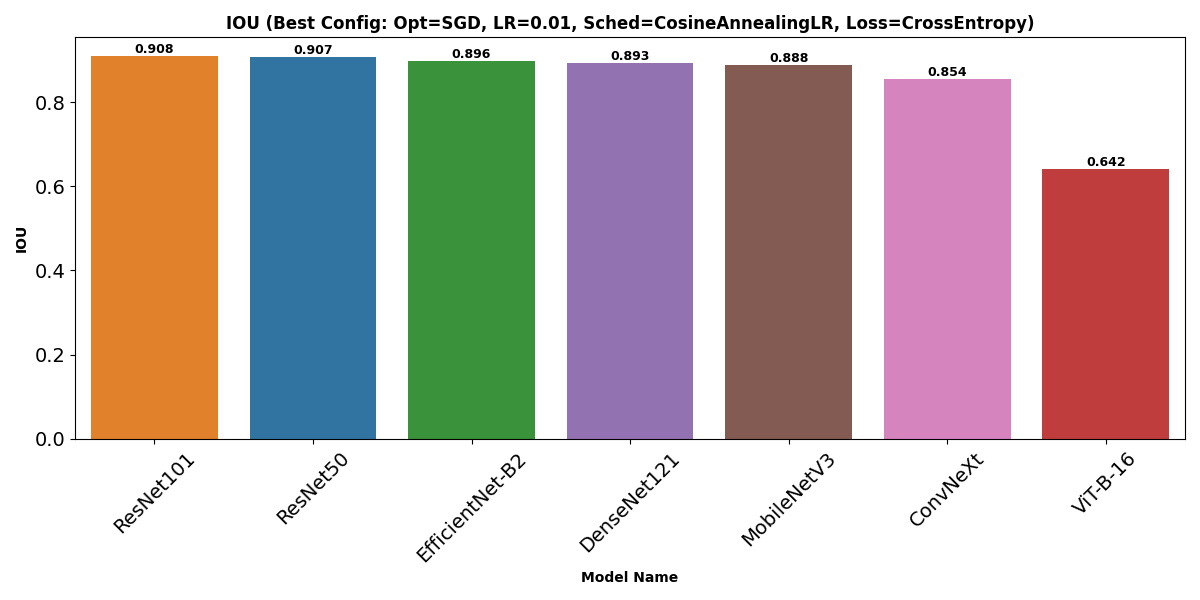 IOU (Best Config: Opt=SGD, LR=0.01, Sched=CosineAnnealingLR, Loss=CrossEntropy)
0.908
0.907
0.896
0.893
0.888
0.854
0.642
0.8
0.6
0.4
0.2
0.0
IOU
ResNet101
ResNet50
EfficientNet-B2
DenseNet121
MobileNetV3
ConvNeXt
ViT-B-16
Model Name